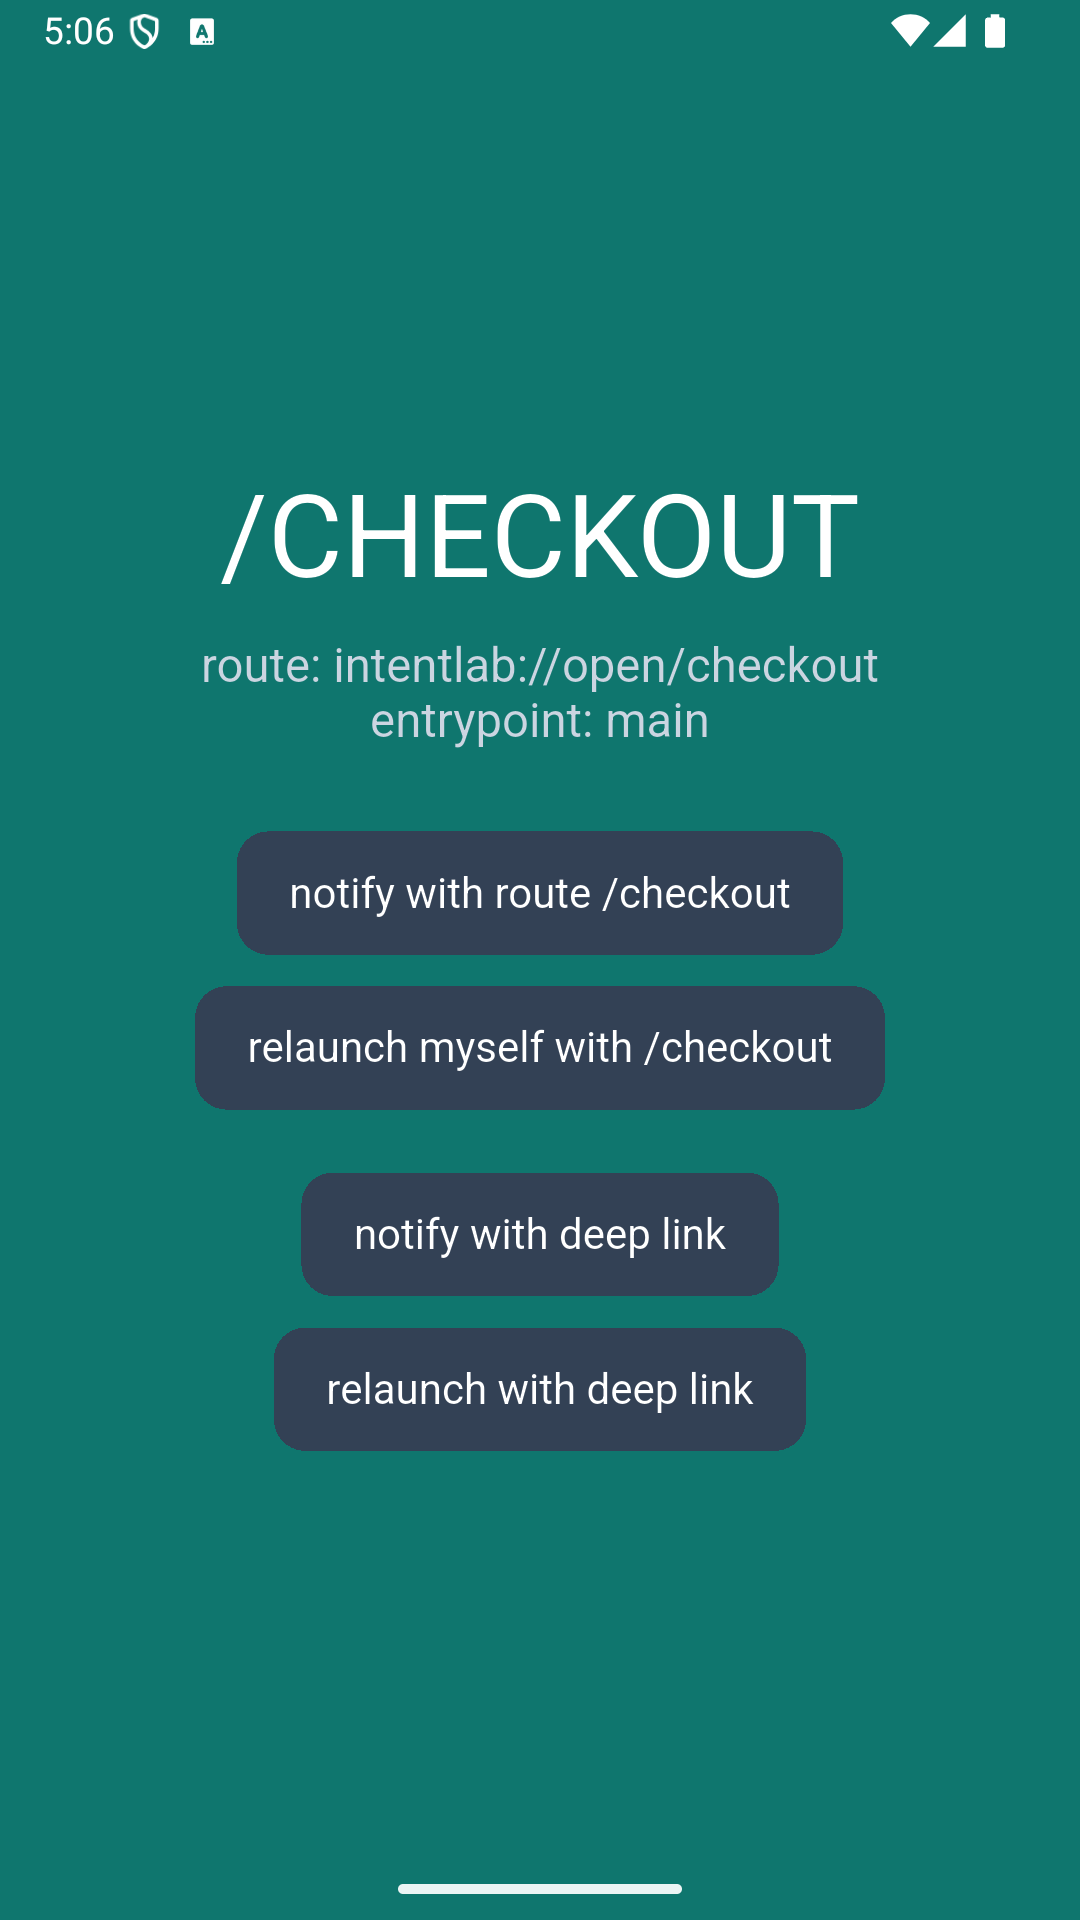 5:06
/CHECKOUT
route: intentlab://open/checkout
entrypoint: main
notify with route /checkout
relaunch myself with /checkout
notify with deep link
relaunch with deep link